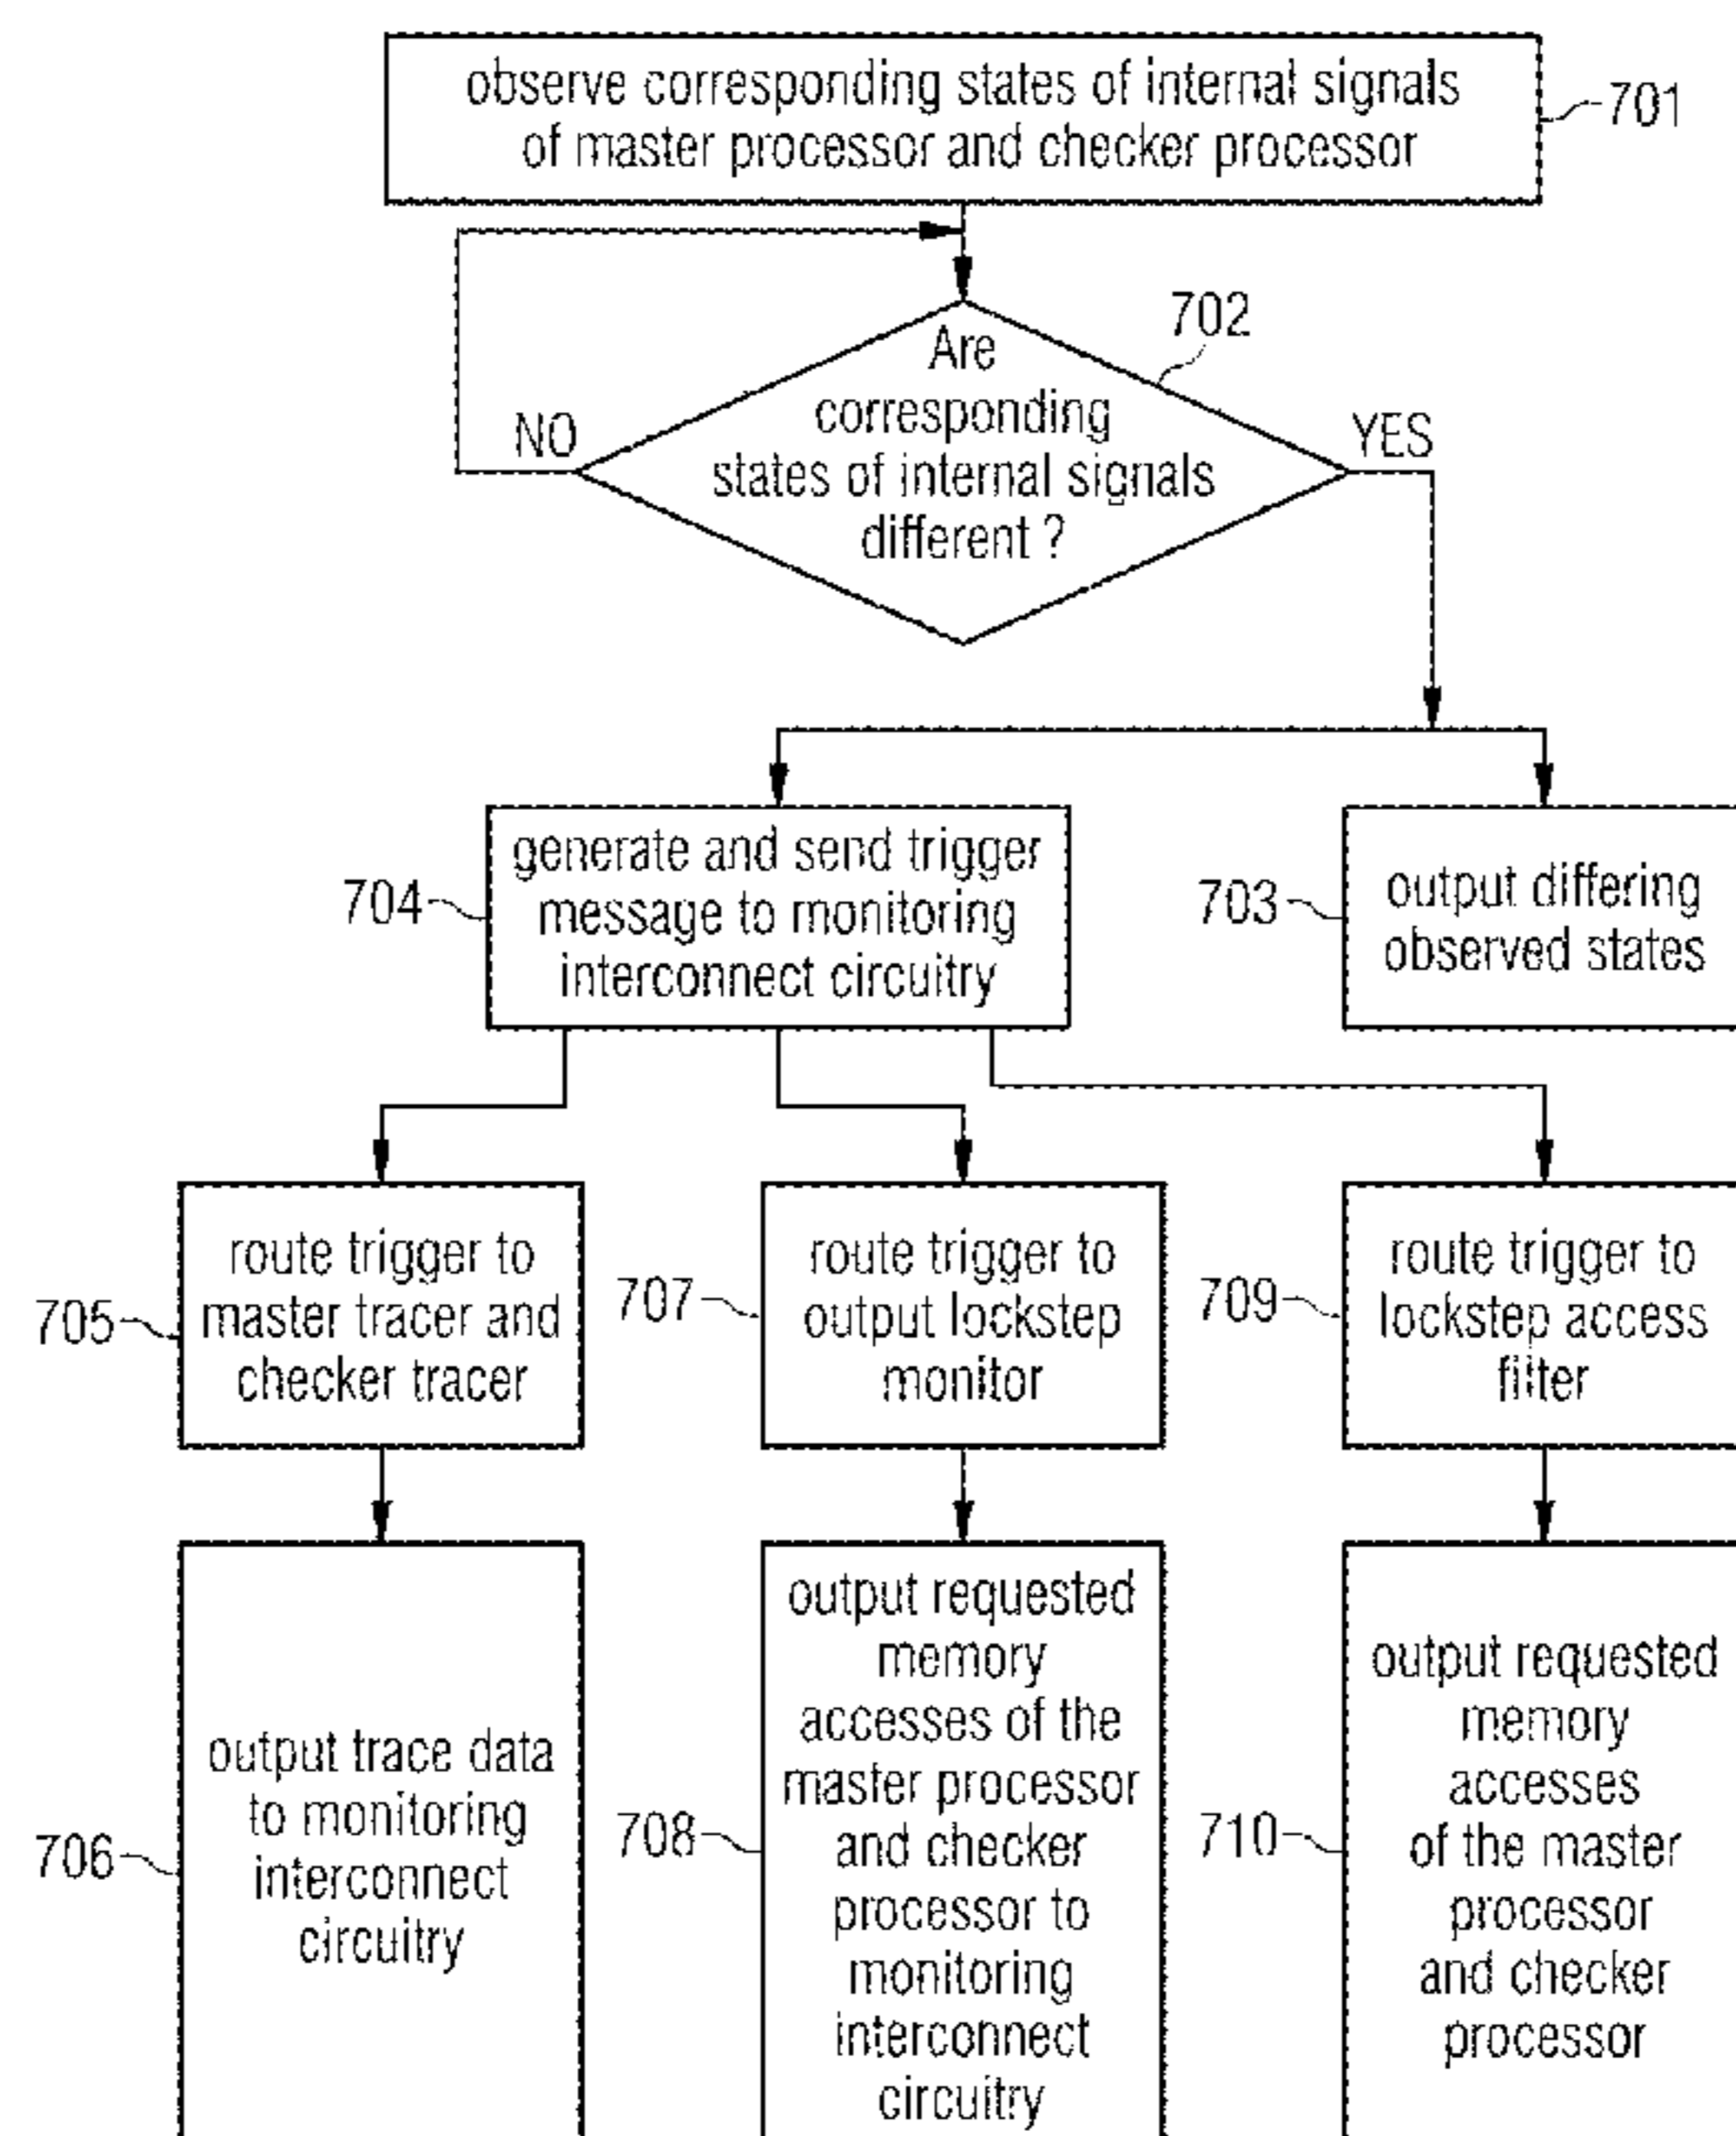 observe corresponding states of internal signals
of master processor and checker processor
701
702
Are
corresponding
states of internal signals
different ?
NO
YES
704
generate and send trigger
message to monitoring
interconnect circuitry
703
output differing
observed states
705
route trigger to
master tracer and
checker tracer
707
route trigger to
output lockstep
monitor
709
route trigger to
lockstep access
filter
706
output trace data
to monitoring
interconnect
circuitry
708
output requested
memory
accesses of the
master processor
and checker
processor to
monitoring
interconnect
circuitry
710
output requested
memory
accesses
of the master
processor
and checker
processor